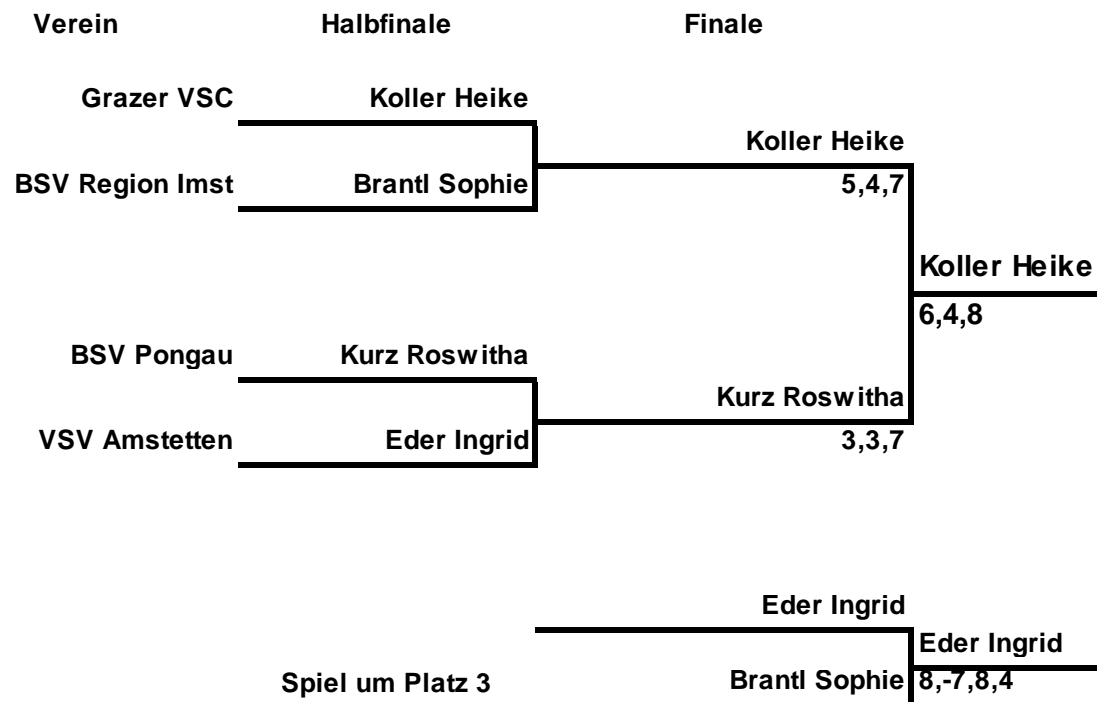 Verein Halbfinale Finale
Grazer VSC Koller Heike
Koller Heike
BSV Region Imst Brantl Sophie 5,4,7
Koller Heike
6,4,8
BSV Pongau Kurz Roswitha
Kurz Roswitha
VSV Amstetten Eder Ingrid 3,3,7
Eder Ingrid
Eder Ingrid
Spiel um Platz 3 Brantl Sophie 8,-7,8,4